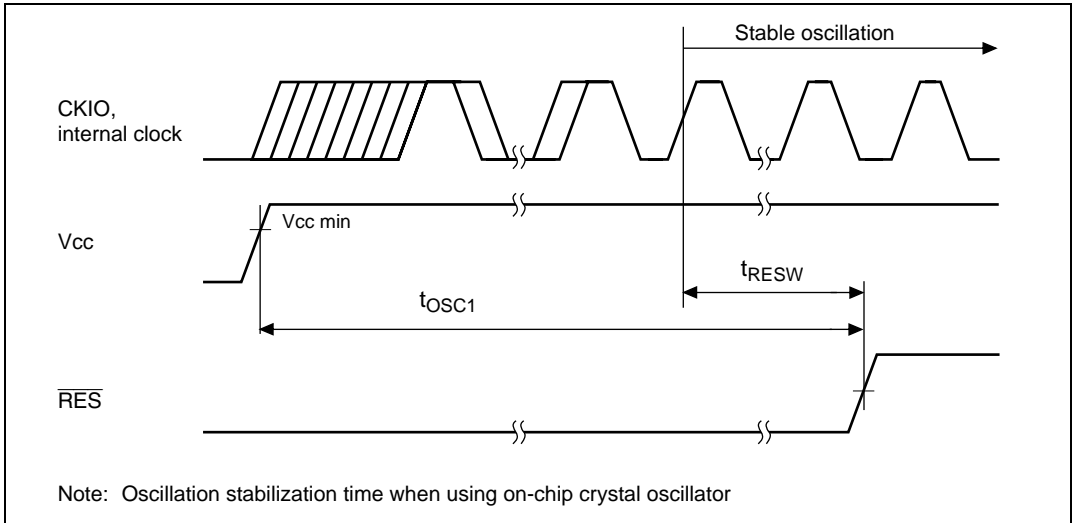 Stable oscillation
CKIO,
internal clock
Vcc min
Vcc
tRESW
tOSC1
R̅E̅S̅
Note: Oscillation stabilization time when using on-chip crystal oscillator